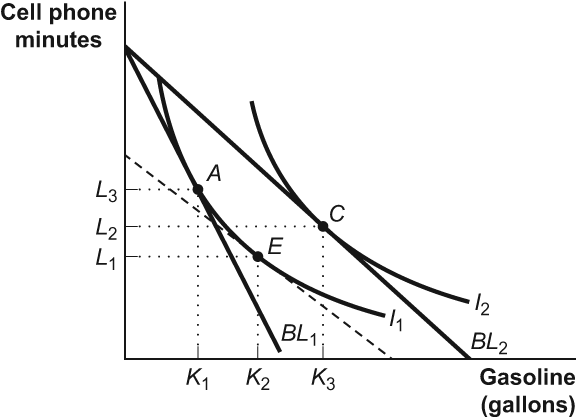 Cell phone
minutes
A
L3
C
L2
E
L1
I2
I1
BL1
BL2
K1 K2 K3
Gasoline
(gallons)